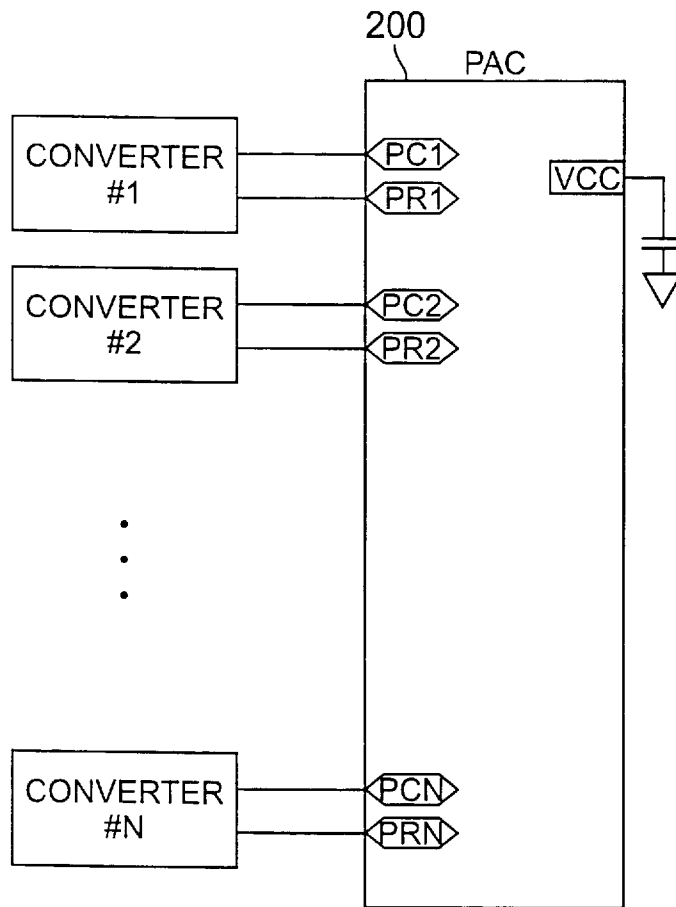 200
PAC
CONVERTER
#1
PC1
PR1
VCC
CONVERTER
#2
PC2
PR2
CONVERTER
#N
PCN
PRN